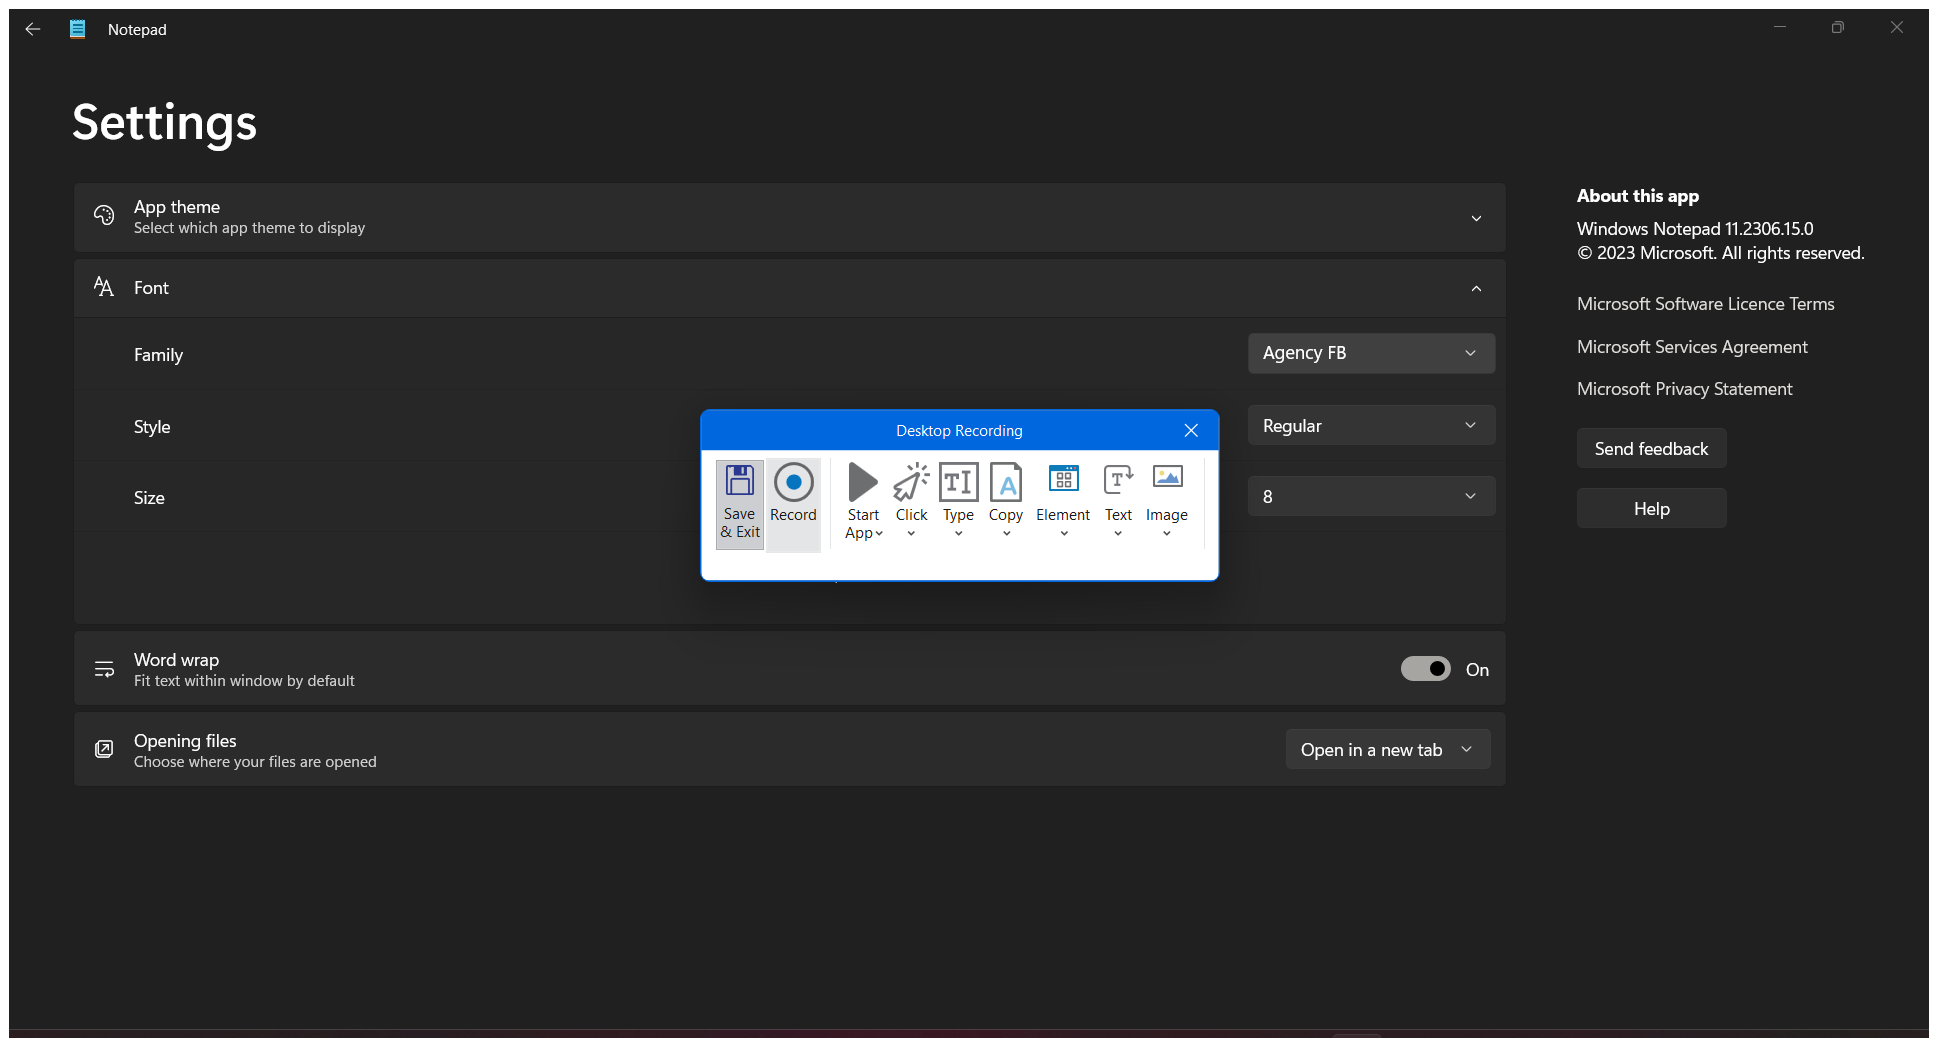 Notepad
Settings
App theme
Select which app theme to display
Font
Family
Agency FB
Style
Regular
Size
8
Word wrap
Fit text within window by default
On
Opening files
Choose where your files are opened
Open in a new tab
About this app
Windows Notepad 11.2306.15.0
© 2023 Microsoft. All rights reserved.
Microsoft Software Licence Terms
Microsoft Services Agreement
Microsoft Privacy Statement
Send feedback
Help
Desktop Recording
Save
& Exit
Record
Start
App
Click
Type
Copy
Element
Text
Image